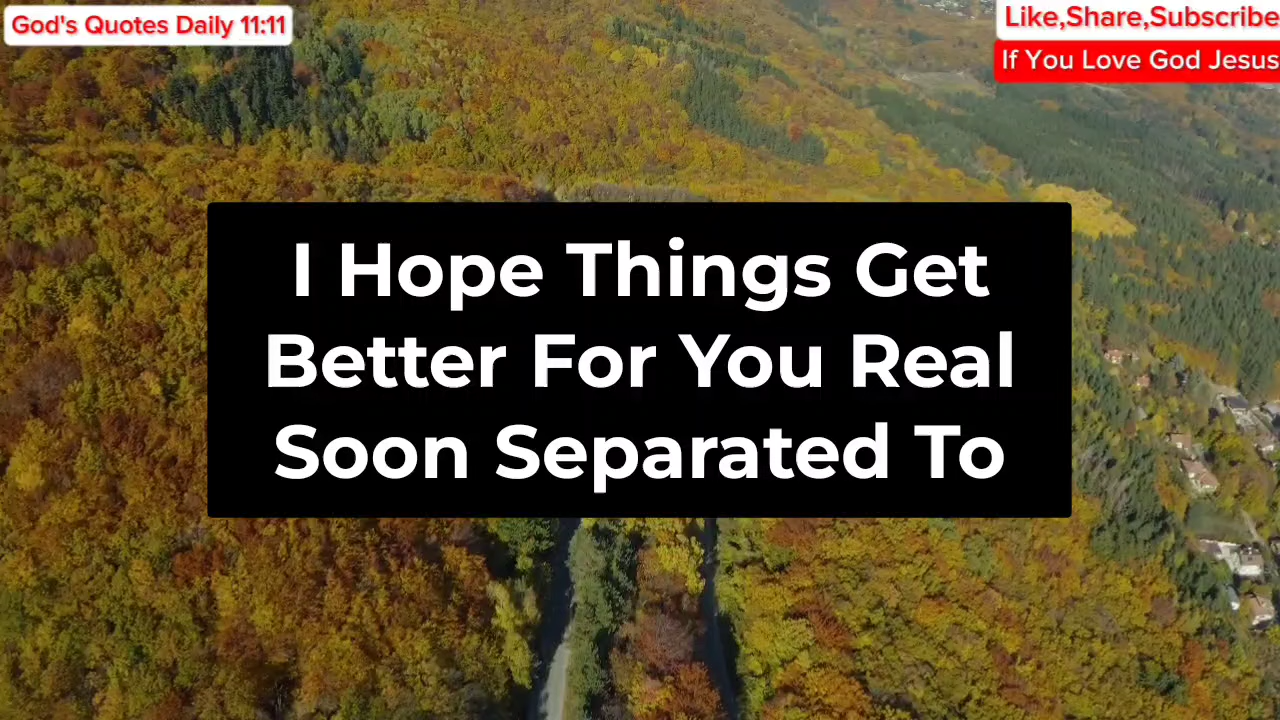 God's Quotes Daily 11:11
Like,Share,Subscribe
If You Love God Jesus
I Hope Things Get
Better For You Real
Soon Separated To